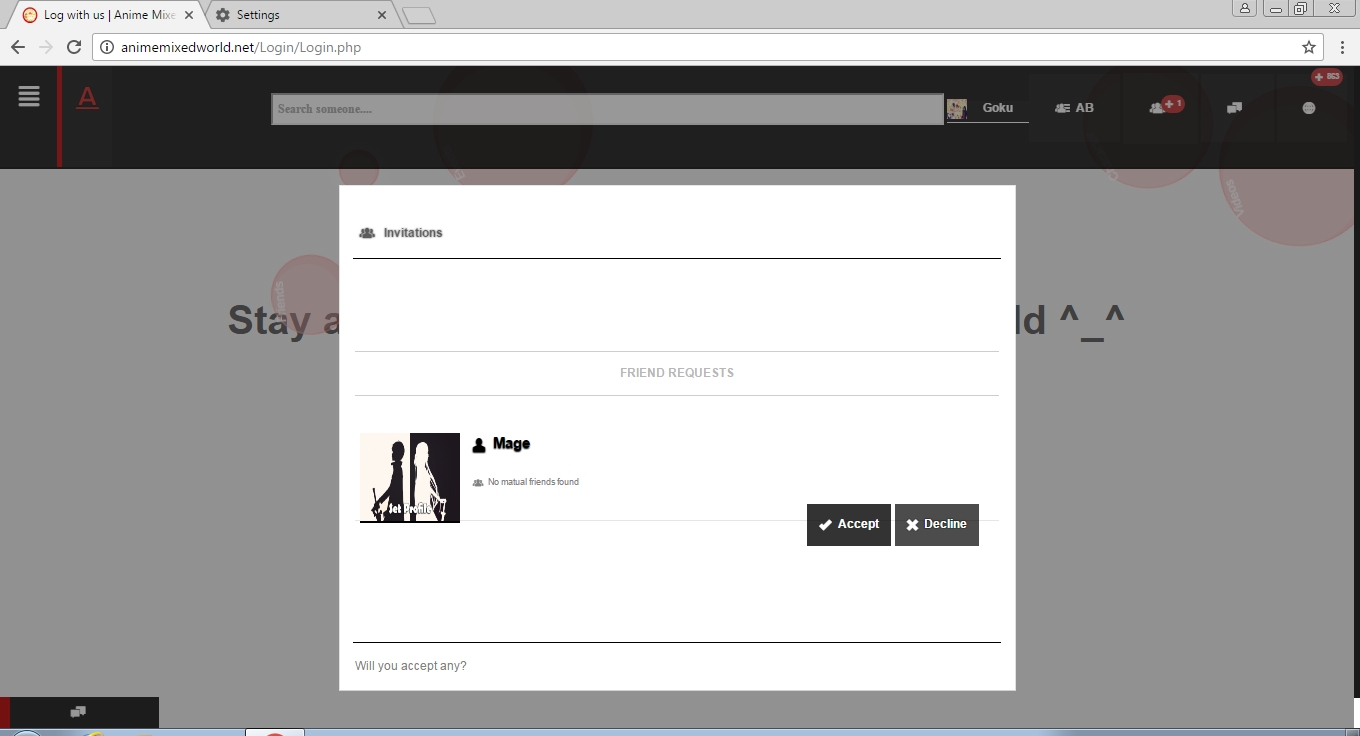 Log with us | Anime Mixe
Settings
animemixedworld.net/Login/Login.php
A
Search someone....
Goku
AB
+ 1
+ 863
Videos
Invitations
Stay a
ld ^_^
FRIEND REQUESTS
Mage
No matual friends found
Set Profile
Accept
Decline
Will you accept any?